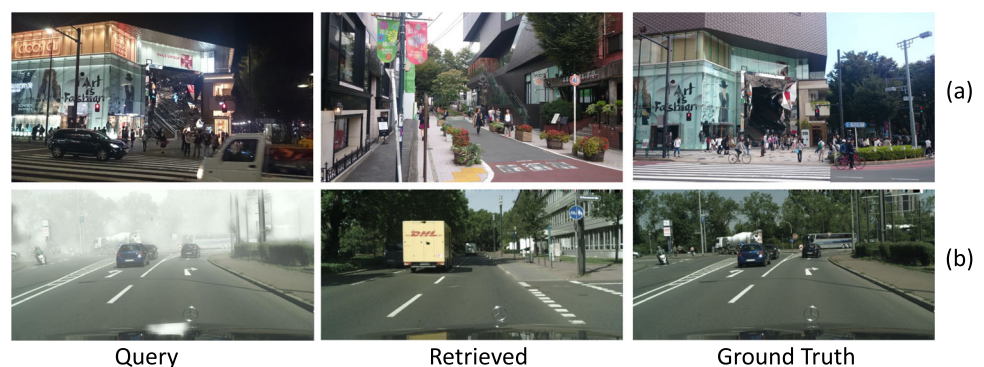 Art
is
Fashion
Art
is
Fashion
(a)
DHL
(b)
Query
Retrieved
Ground Truth